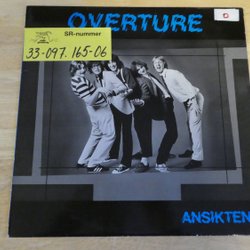 OVERTURE
SR-nummer
33-097.165-06
ANSIKTEN